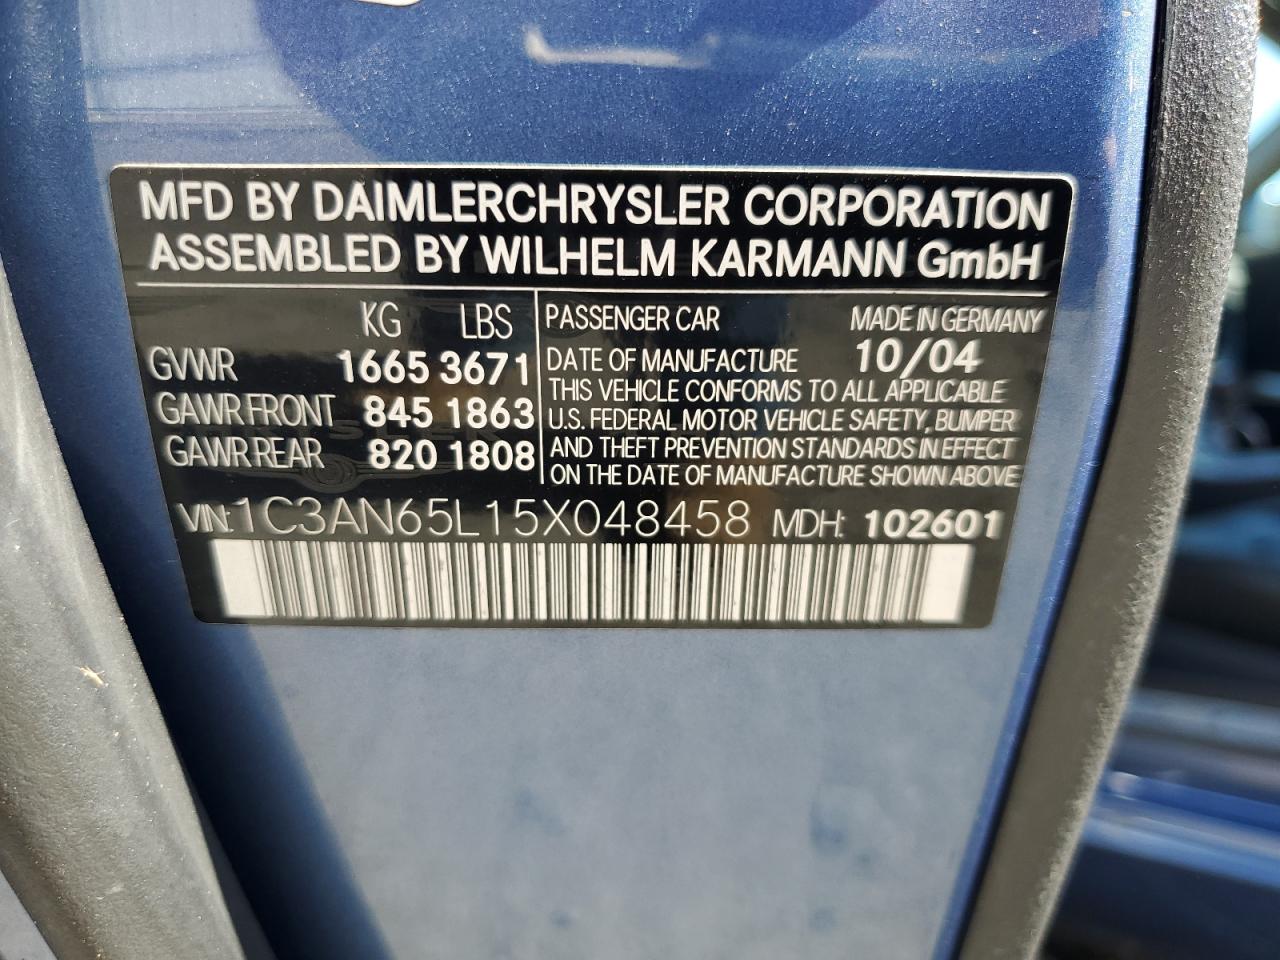 MFD BY DAIMLERCHRYSLER CORPORATION
ASSEMBLED BY WILHELM KARMANN GmbH
KG LBS
GVWR 1665 3671
GAWR FRONT 845 1863
GAWR REAR 820 1808
PASSENGER CAR MADE IN GERMANY
DATE OF MANUFACTURE 10/04
THIS VEHICLE CONFORMS TO ALL APPLICABLE
U.S. FEDERAL MOTOR VEHICLE SAFETY, BUMPER
AND THEFT PREVENTION STANDARDS IN EFFECT
ON THE DATE OF MANUFACTURE SHOWN ABOVE
VIN: 1C3AN65L15X048458 MDH: 102601